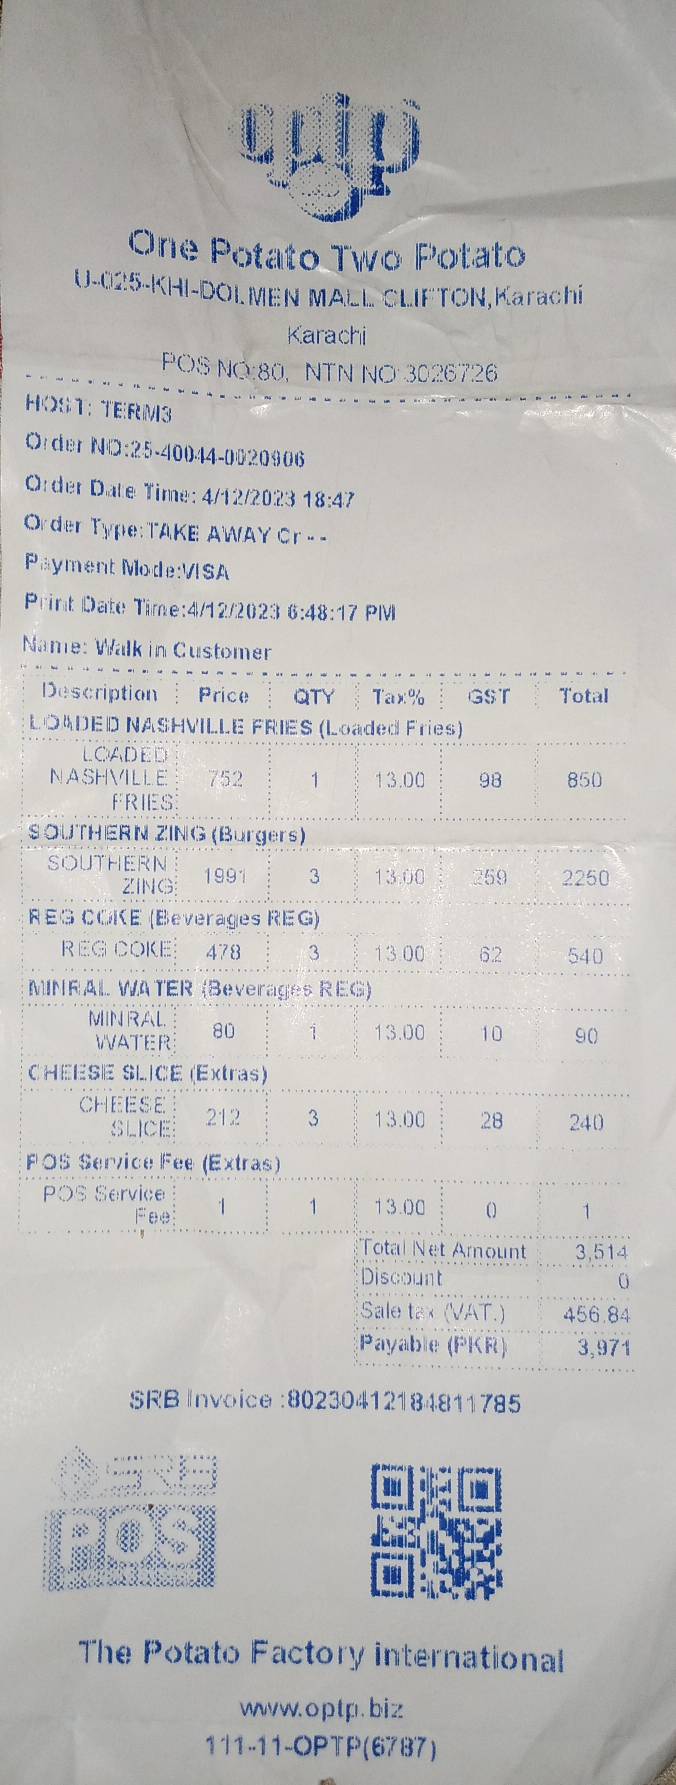 optp
One Potato Two Potato
U-025-KHI-DOLMEN MALL CLIFTON,Karachi
Karachi
POS NO:80, NTN NO:3026726
HOST: TERM3
Order NO:25-40044-0020906
Order Date Time: 4/12/2023 18:47
Order Type:TAKE AWAY Cr - -
Payment Mode:VISA
Print Date Time:4/12/2023 6:48:17 PM
Name: Walk in Customer
Description Price QTY Tax% GST Total
LOADED NASHVILLE FRIES (Loaded Fries)
LOADED
NASHVILLE 752 1 13.00 98 850
FRIES
SOUTHERN ZING (Burgers)
SOUTHERN
ZING 1991 3 13.00 259 2250
REG COKE (Beverages REG)
REG COKE 478 3 13.00 62 540
MINRAL WATER (Beverages REG)
MINRAL
WATER 80 1 13.00 10 90
CHEESE SLICE (Extras)
CHEESE
SLICE 212 3 13.00 28 240
POS Service Fee (Extras)
POS Service
Fee 1 1 13.00 0 1
Total Net Amount 3,514
Discount 0
Sale tax (VAT.) 456.84
Payable (PKR) 3,971
SRB Invoice :80230412184811785
SRB
POS
The Potato Factory international
www.optp.biz
111-11-OPTP(6787)